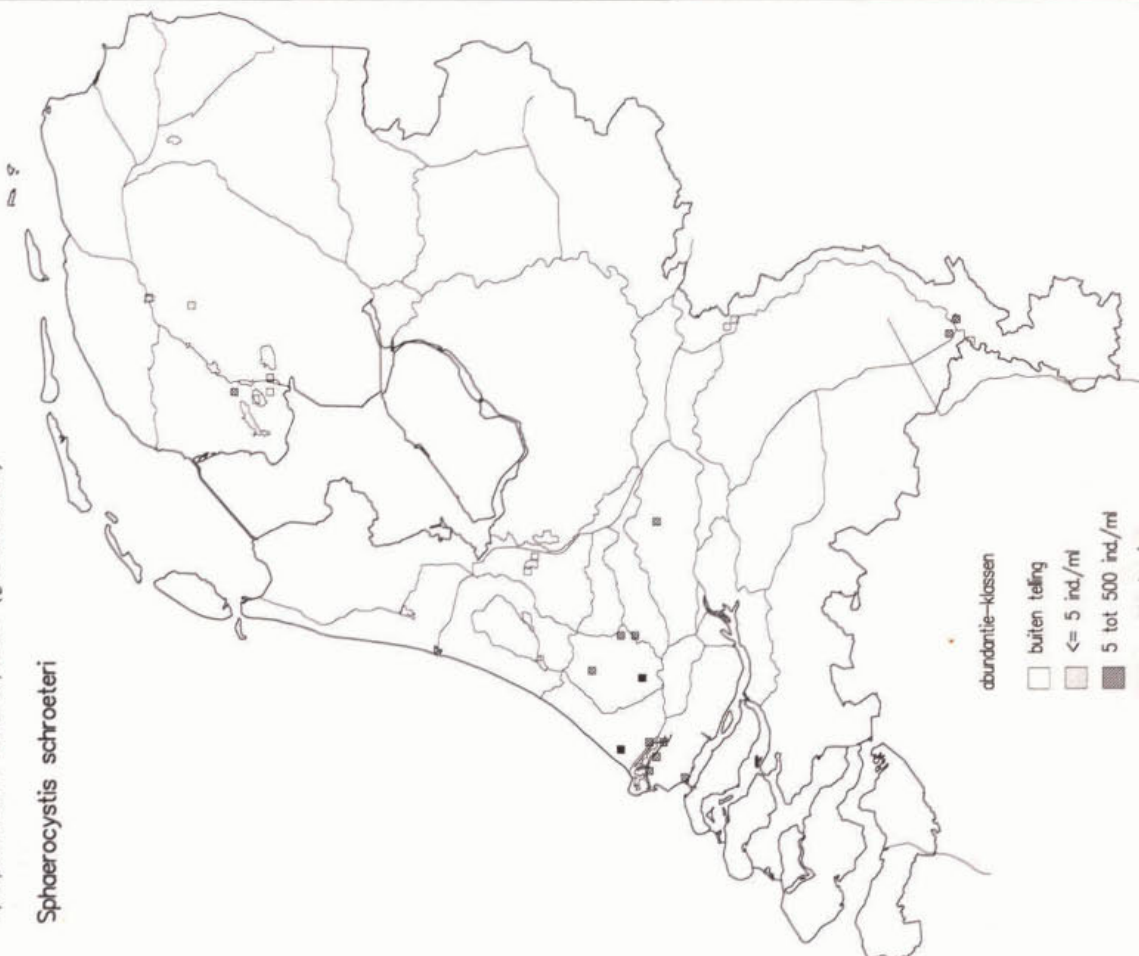 Sphaerocystis schroeteri
abundantie-klassen
buiten telling
<= 5 ind./ml
5 tot 500 ind./ml